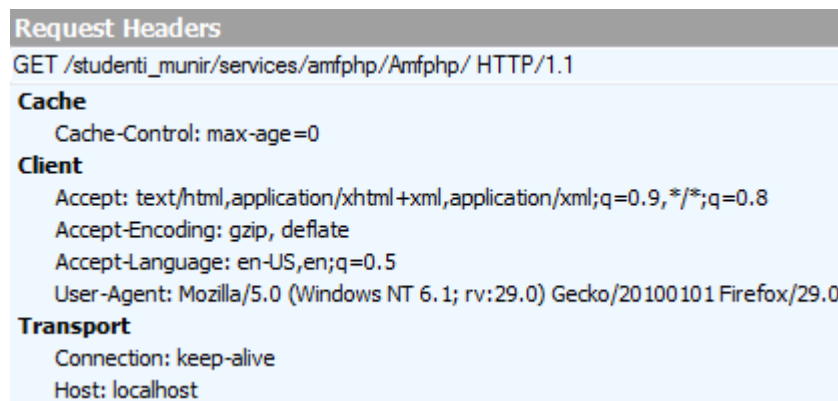 Request Headers
GET /studenti_munir/services/amfphp/Amfphp/ HTTP/1.1
Cache
Cache-Control: max-age=0
Client
Accept: text/html,application/xhtml+xml,application/xml;q=0.9,*/*;q=0.8
Accept-Encoding: gzip, deflate
Accept-Language: en-US,en;q=0.5
User-Agent: Mozilla/5.0 (Windows NT 6.1; rv:29.0) Gecko/20100101 Firefox/29.0
Transport
Connection: keep-alive
Host: localhost